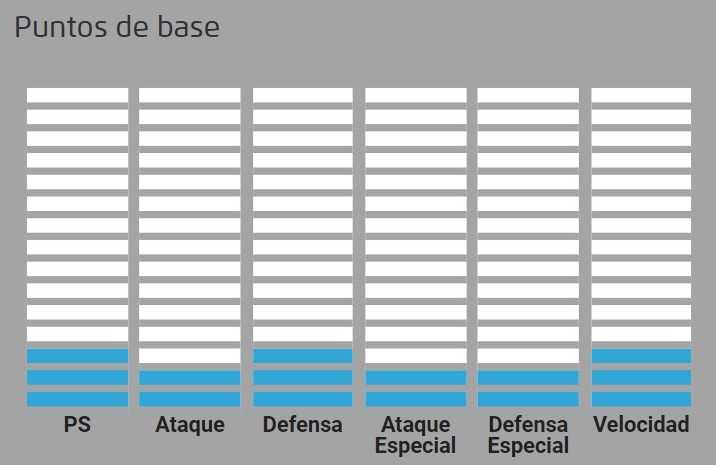 Puntos de base
PS
Ataque
Defensa
Ataque
Especial
Defensa
Especial
Velocidad